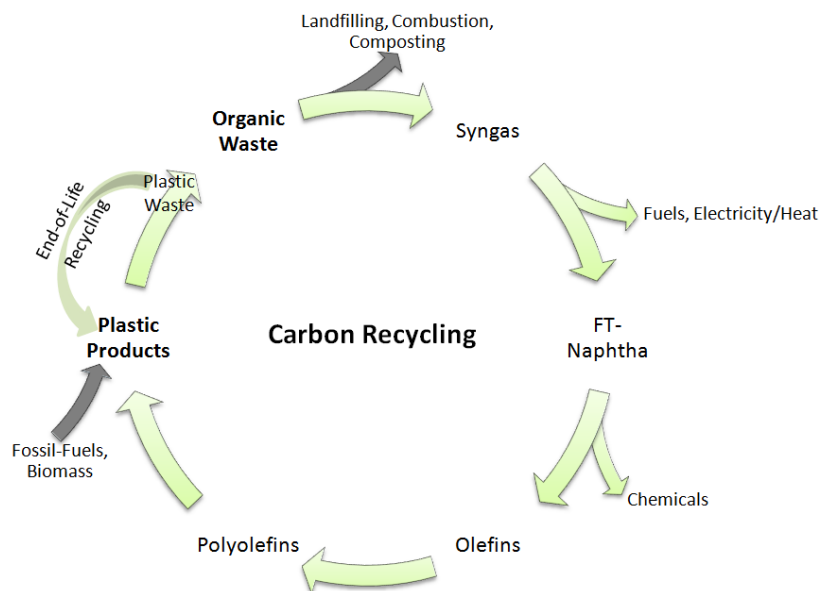 Landfilling, Combustion,
Composting
Organic
Waste
Syngas
Plastic
Waste
End-of-Life
Recycling
Fuels, Electricity/Heat
Plastic
Products
Carbon Recycling
FT-
Naphtha
Fossil-Fuels,
Biomass
Chemicals
Polyolefins
Olefins